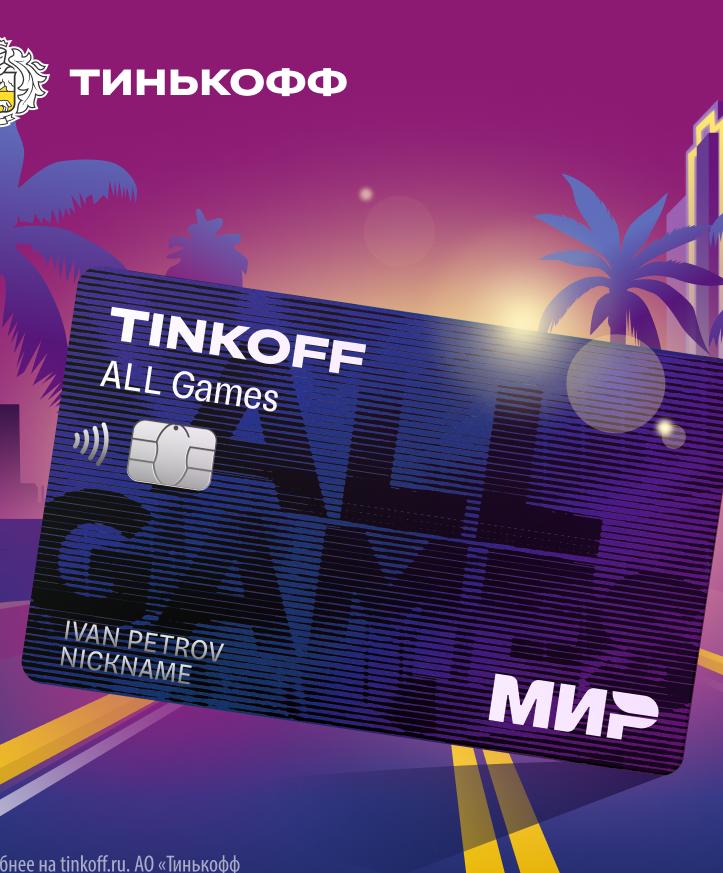 ТИНЬКОФФ
TINKOFF
ALL Games
ALL
GAMES
IVAN PETROV
NICKNAME
МИР
бнее на tinkoff.ru. АО «Тинькофф